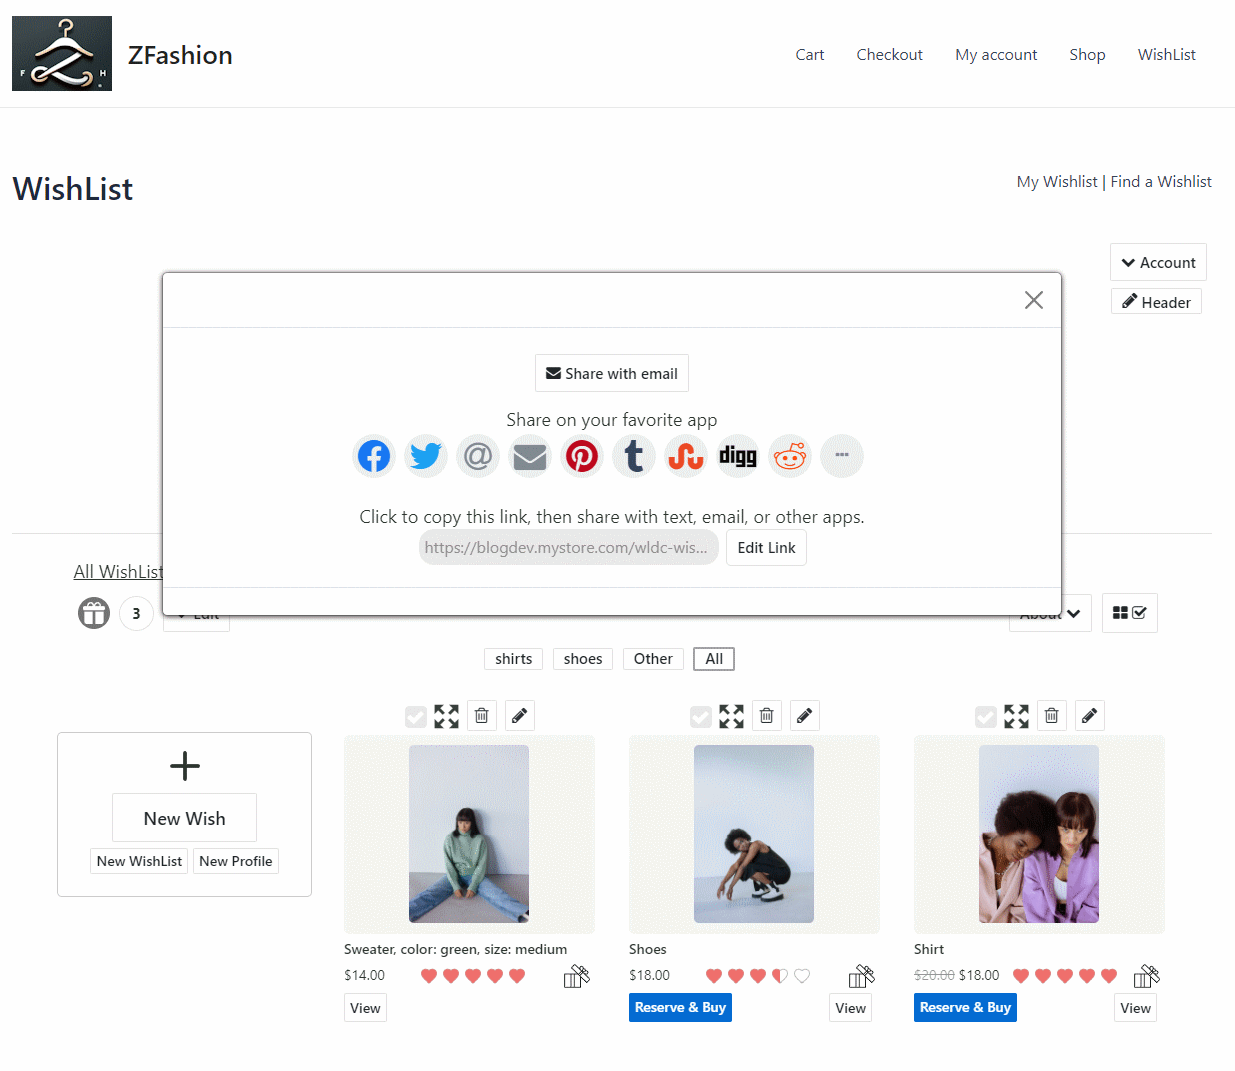 F H
ZFashion
Cart Checkout My account Shop WishList
WishList
My Wishlist | Find a Wishlist
Account
Header
Share with email
Share on your favorite app
digg
Click to copy this link, then share with text, email, or other apps.
https://blogdev.mystore.com/wldc-wis... Edit Link
All WishList
3 Edit About
shirts shoes Other All
New Wish
New WishList New Profile
Sweater, color: green, size: medium
$14.00
View
Shoes
$18.00
Reserve & Buy View
Shirt
$20.00 $18.00
Reserve & Buy View